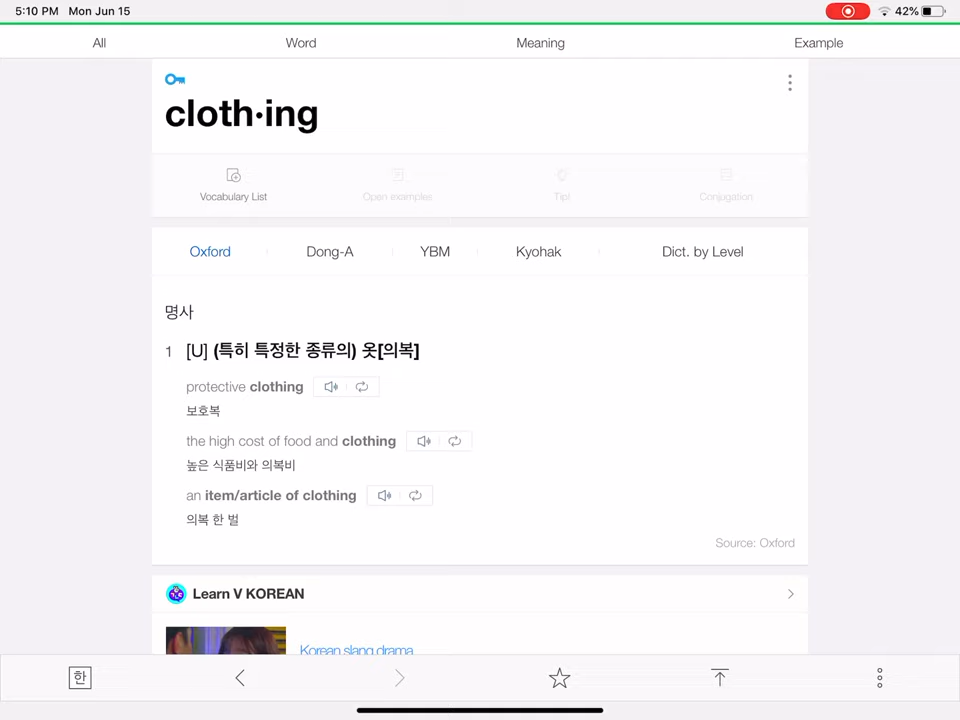 5:10 PM Mon Jun 15 42%
All Word Meaning Example
cloth·ing
Vocabulary List Open examples Tip! Conjugation
Oxford Dong-A YBM Kyohak Dict. by Level
명사
1 [U] (특히 특정한 종류의) 옷[의복]
protective clothing
보호복
the high cost of food and clothing
높은 식품비와 의복비
an item/article of clothing
의복 한 벌
Source: Oxford
Learn V KOREAN
Korean slang drama
한